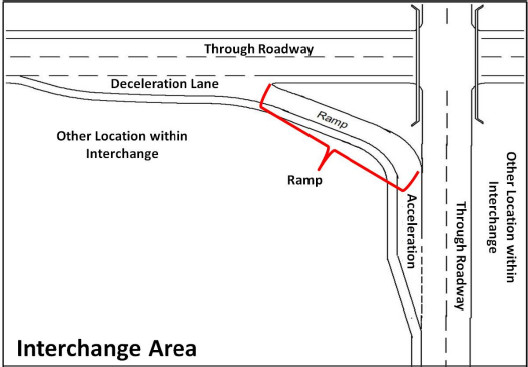 Through Roadway
Deceleration Lane
Ramp
Other Location within
Interchange
Ramp
Acceleration
Through Roadway
Other Location within
Interchange
Interchange Area